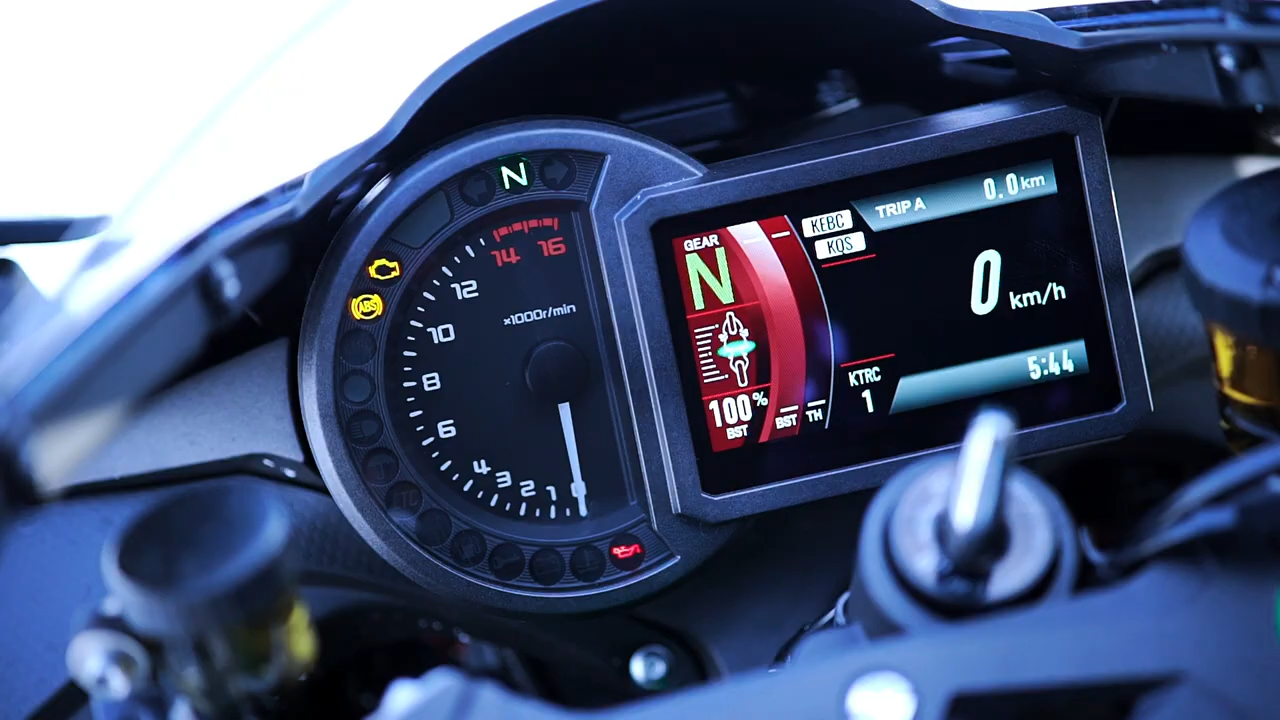 N
14 16
12
×1000r/min
10
ABS
8
6
4
3
2
1
0
GEAR
N
100%
BST
BST
TH
KEBC
KQS
TRIP A 0.0 km
0 km/h
KTRC
1
5:44